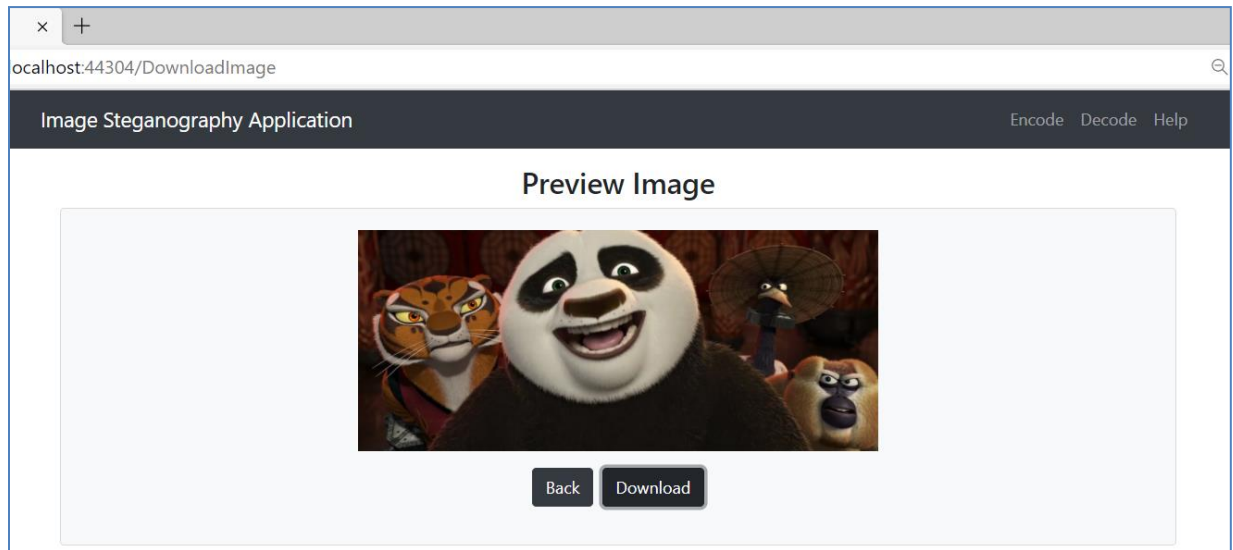 × +
ocalhost:44304/DownloadImage
Image Steganography Application Encode Decode Help
Preview Image
Back Download